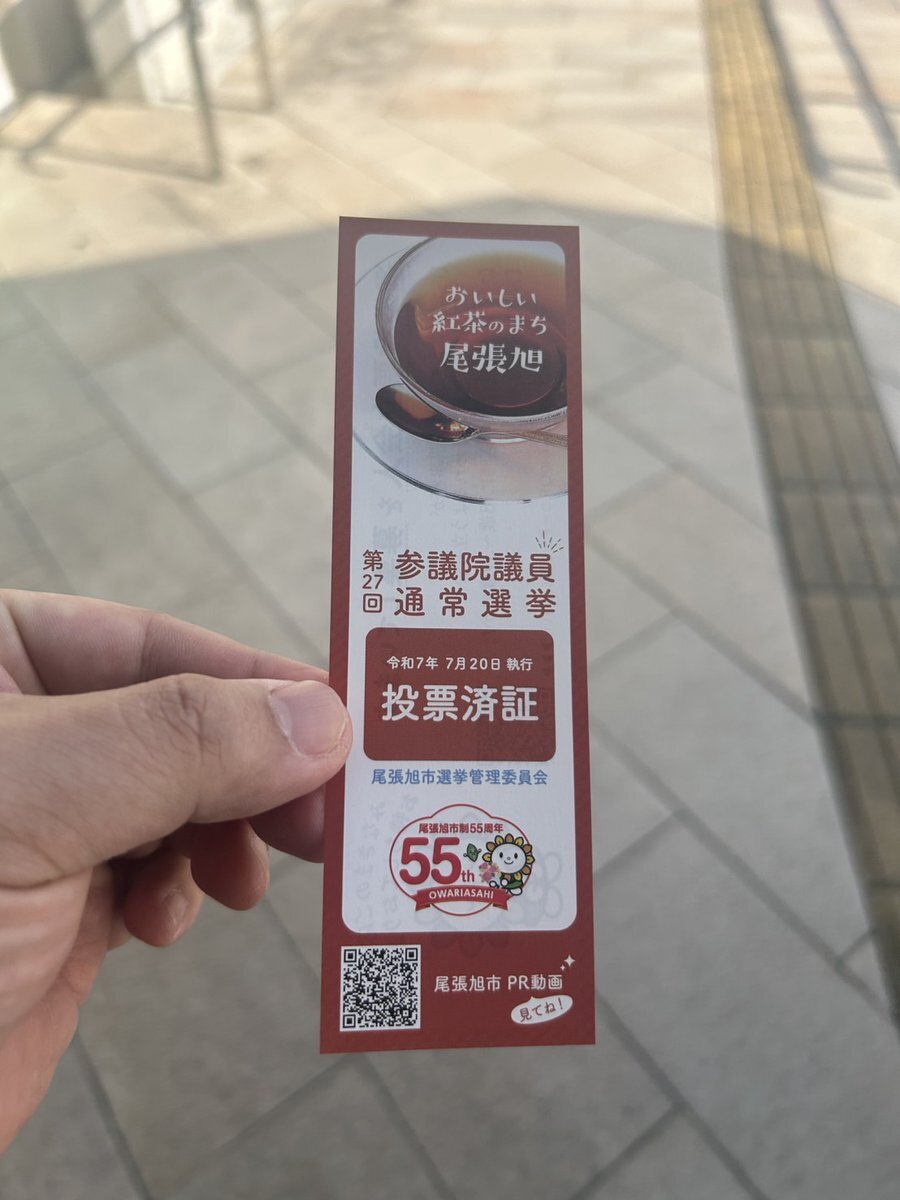 おいしい
紅茶のまち
尾張旭
第27回
参議院議員
通常選挙
令和7年 7月20日 執行
投票済証
尾張旭市選挙管理委員会
尾張旭市制55周年
55th
OWARIASAHI
尾張旭市 PR動画
見てね!